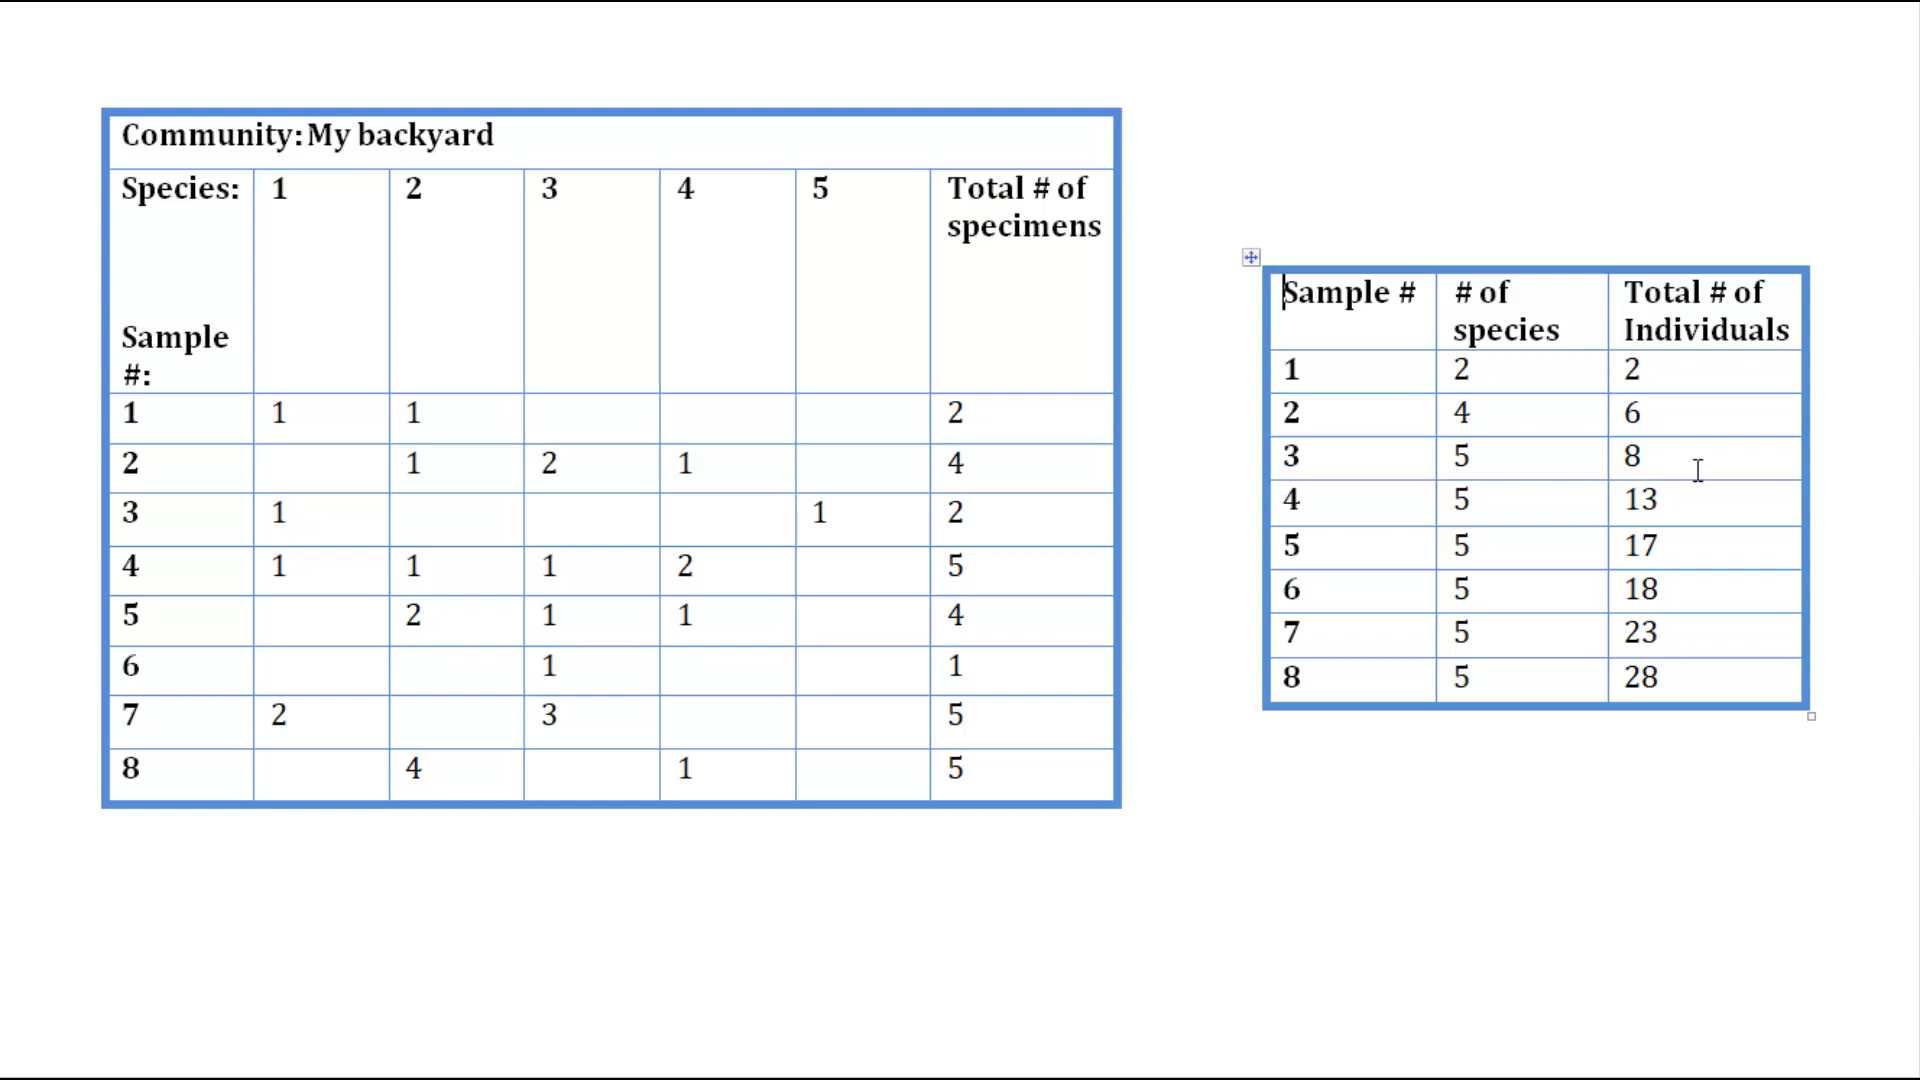 Community: My backyard
Species: 1 2 3 4 5 Total # of
specimens
Sample
#:
1 1 1 2
2 1 2 1 4
3 1 1 2
4 1 1 1 2 5
5 2 1 1 4
6 1 1
7 2 3 5
8 4 1 5
Sample # # of Total # of
species Individuals
1 2 2
2 4 6
3 5 8
4 5 13
5 5 17
6 5 18
7 5 23
8 5 28